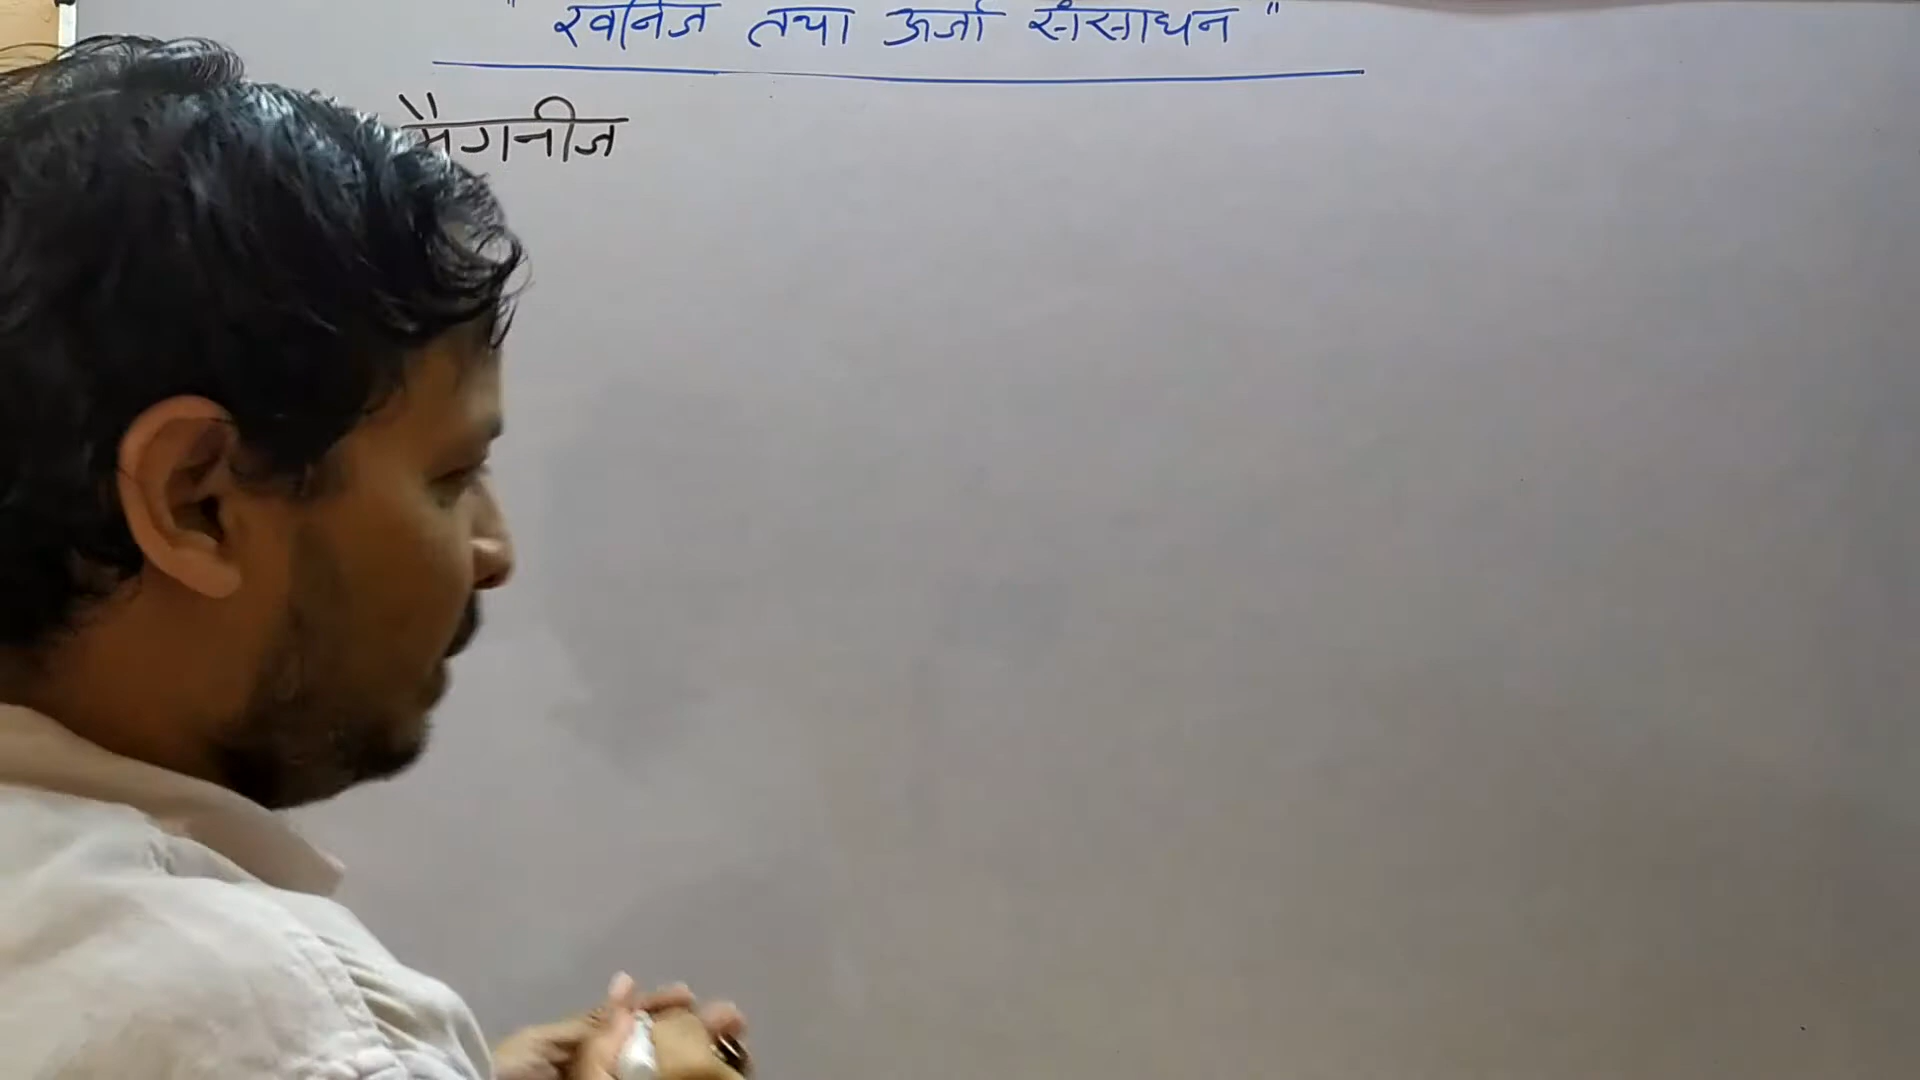 " खनिज तथा ऊर्जा संसाधन "
मैगनीज